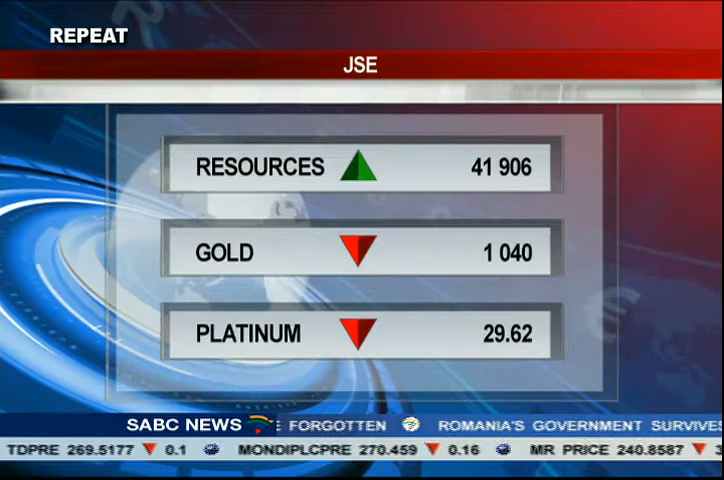 REPEAT
JSE
RESOURCES 41 906
GOLD 1 040
PLATINUM 29.62
SABC NEWS E FORGOTTEN ROMANIA'S GOVERNMENT SURVIVES
TDPRE 269.5177 0.1 MONDIPLCPRE 270.459 0.16 MR PRICE 240.8587